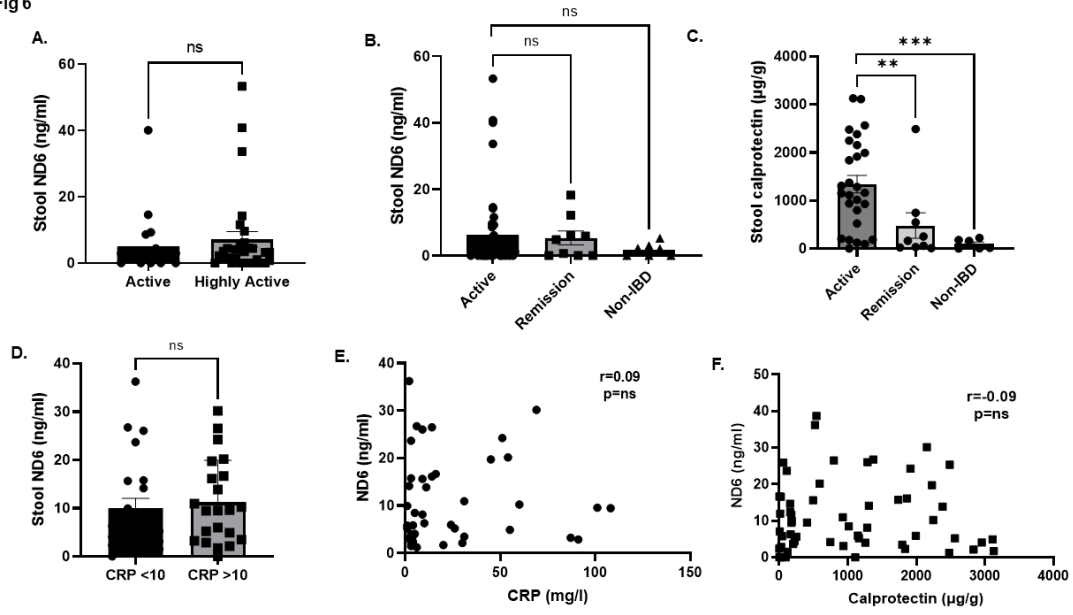 Fig 6
A.
ns
Stool ND6 (ng/ml)
60
40
20
0
Active
Highly Active
B.
ns
ns
Stool ND6 (ng/ml)
60
40
20
0
Active
Remission
Non-IBD
C.
***
**
Stool calprotectin (µg/g)
4000
3000
2000
1000
0
Active
Remission
Non-IBD
D.
ns
Stool ND6 (ng/ml)
40
30
20
10
0
CRP <10
CRP >10
E.
r=0.09
p=ns
ND6 (ng/ml)
40
30
20
10
0
0
50
100
150
CRP (mg/l)
F.
r=-0.09
p=ns
ND6 (ng/ml)
50
40
30
20
10
0
0
1000
2000
3000
4000
Calprotectin (µg/g)